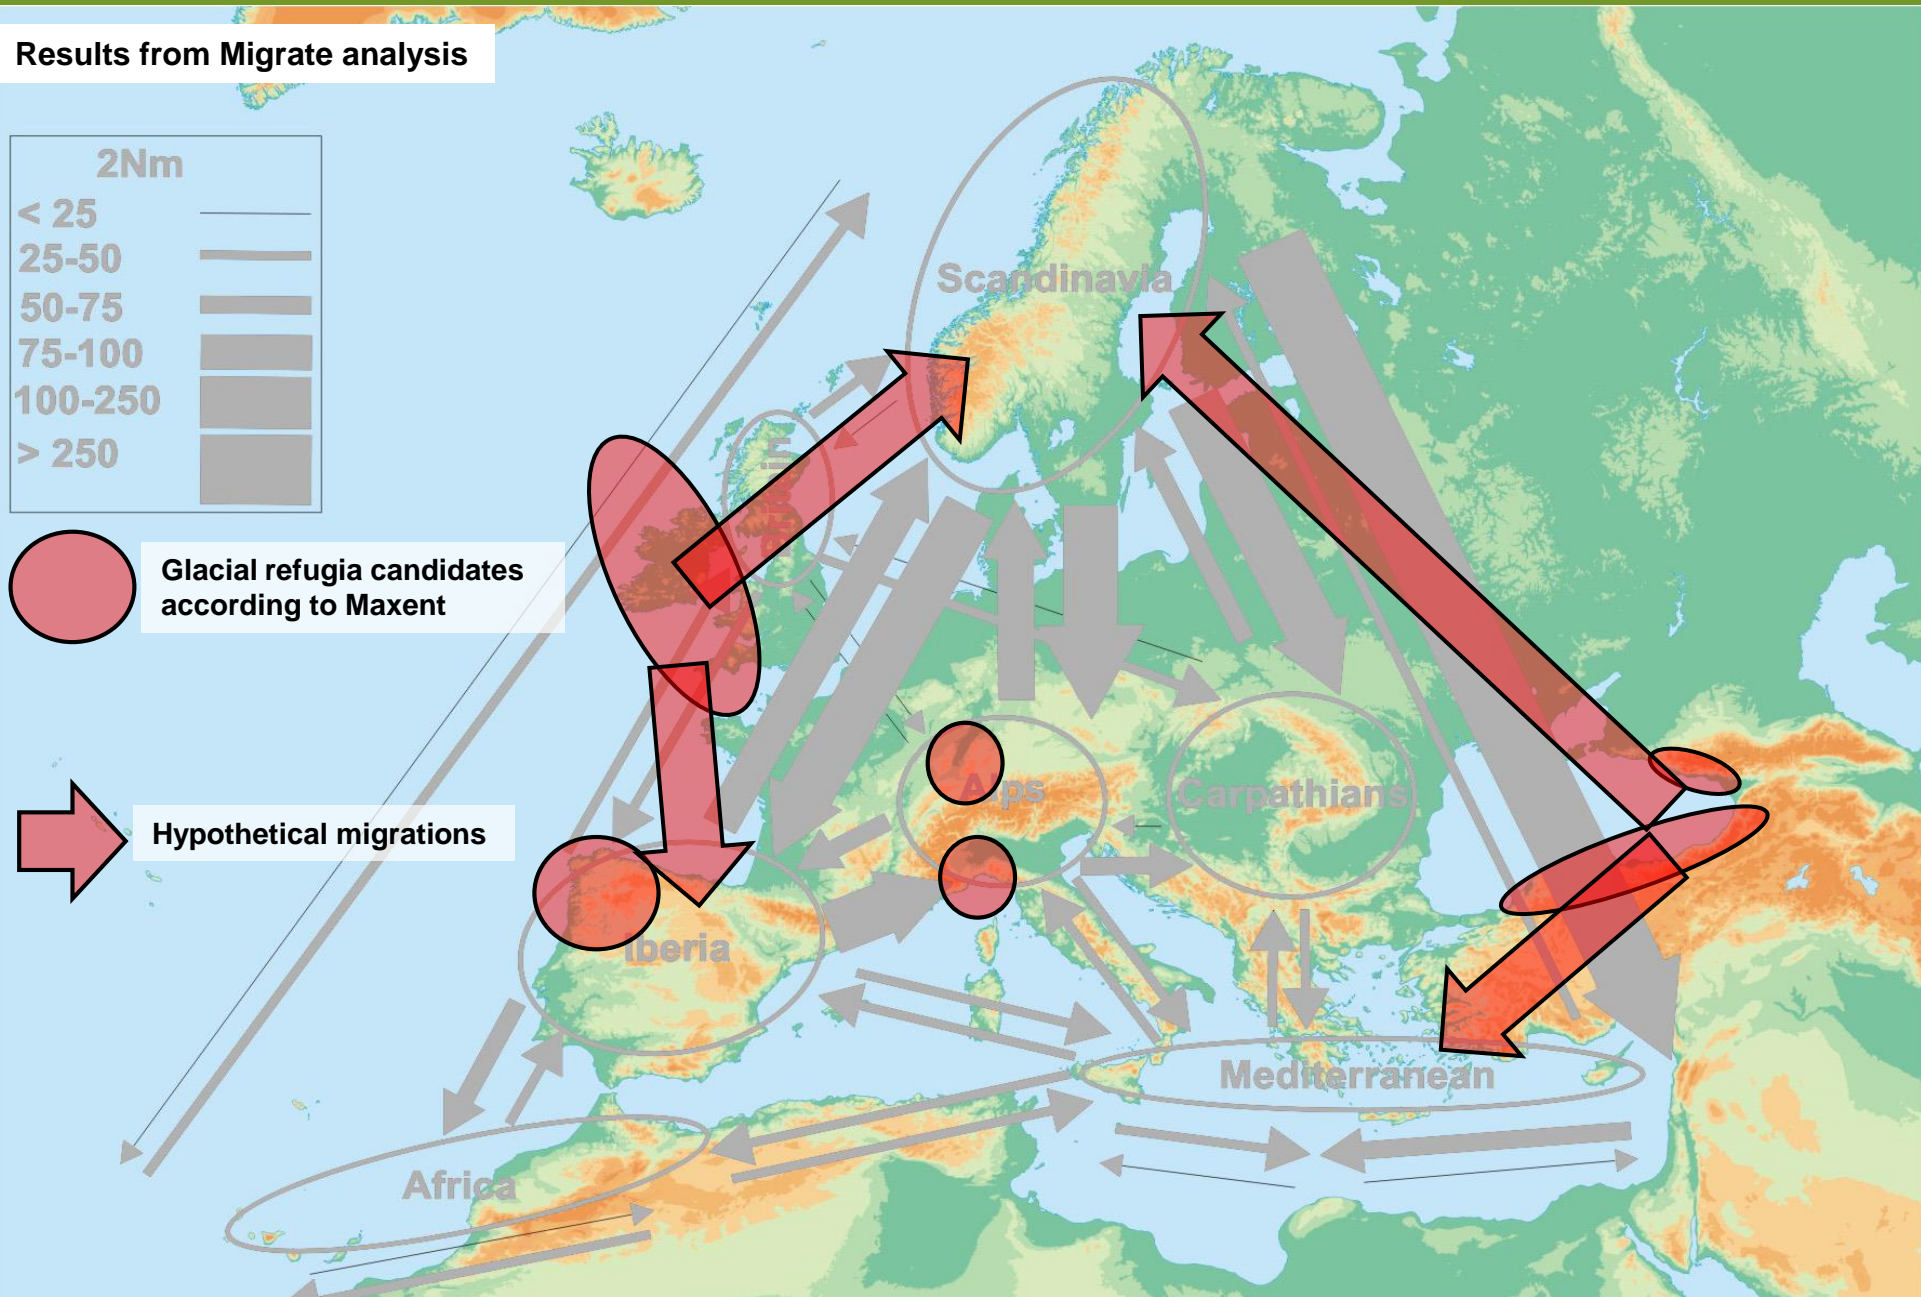 Results from Migrate analysis
2Nm
< 25
25-50
50-75
75-100
100-250
> 250
Glacial refugia candidates
according to Maxent
Hypothetical migrations
Scandinavia
Alps
Carpathians
Iberia
Mediterranean
Africa